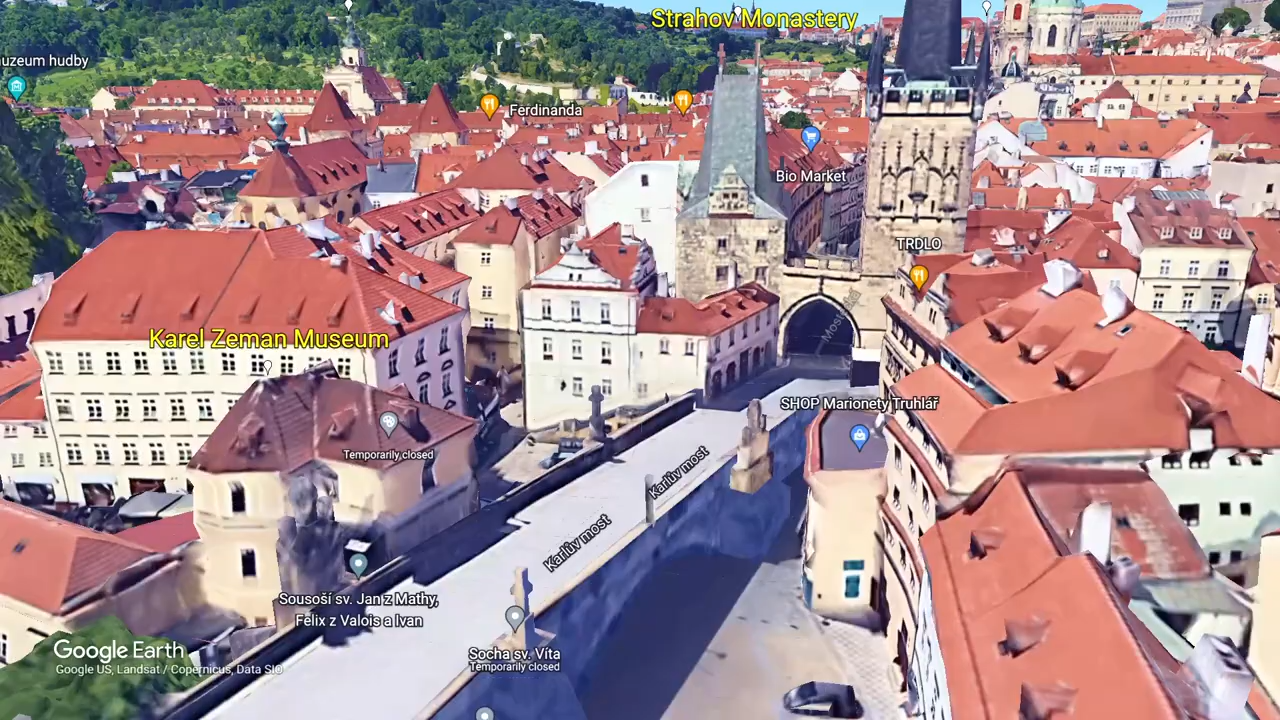 Strahov Monastery
uzeum hudby
Ferdinanda
Bio Market
TRDLO
Most
Karel Zeman Museum
SHOP Marionety Truhlář
Temporarily closed
Karlův most
Karlův most
Sousoší sv. Jan z Mathy,
Felix z Valois a Ivan
Socha sv. Víta
Temporarily closed
Google Earth
Google US, Landsat / Copernicus, Data SIO